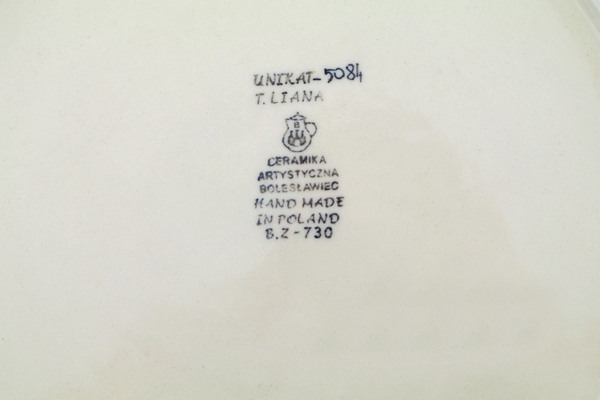 UNIKAT-5084
T. LIANA
B
CERAMIKA
ARTYSTYCZNA
BOLESŁAWIEC
HAND MADE
IN POLAND
B.Z-730